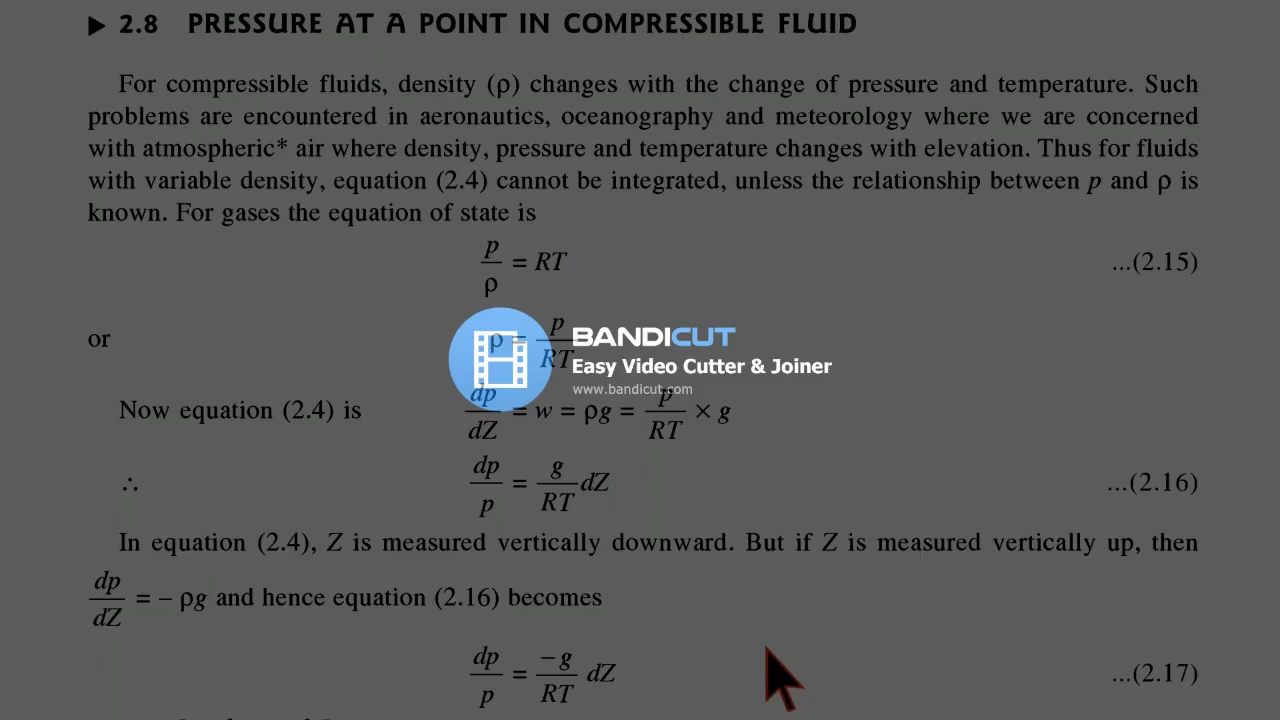 ▶ 2.8 PRESSURE AT A POINT IN COMPRESSIBLE FLUID
For compressible fluids, density (ρ) changes with the change of pressure and temperature. Such
problems are encountered in aeronautics, oceanography and meteorology where we are concerned
with atmospheric* air where density, pressure and temperature changes with elevation. Thus for fluids
with variable density, equation (2.4) cannot be integrated, unless the relationship between p and ρ is
known. For gases the equation of state is
p/ρ = RT ...(2.15)
or ρ = p/RT
BANDICUT
Easy Video Cutter & Joiner
www.bandicut.com
Now equation (2.4) is dp/dZ = w = ρg = p/RT × g
∴ dp/p = g/RT dZ ...(2.16)
In equation (2.4), Z is measured vertically downward. But if Z is measured vertically up, then
dp/dZ = – ρg and hence equation (2.16) becomes
dp/p = –g/RT dZ ...(2.17)